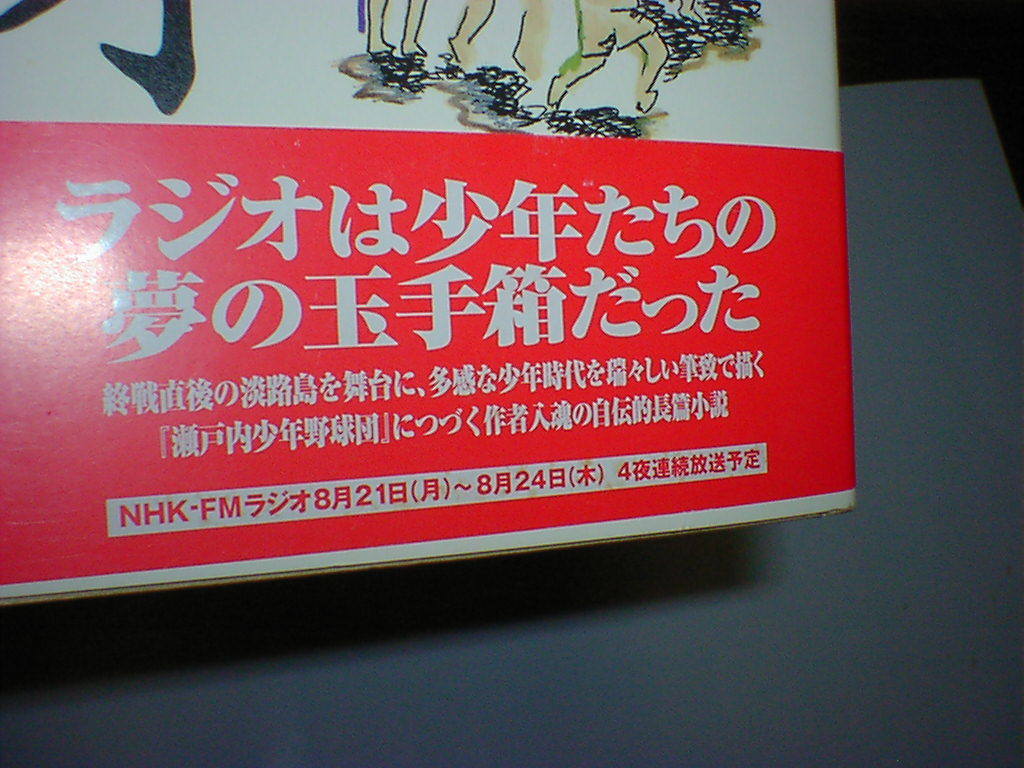 ラジオは少年たちの
夢の玉手箱だった
終戦直後の淡路島を舞台に、多感な少年時代を瑞々しい筆致で描く
『瀬戸内少年野球団』につづく作者入魂の自伝的長篇小説
NHK-FMラジオ8月21日(月)～8月24日(木) 4夜連続放送予定